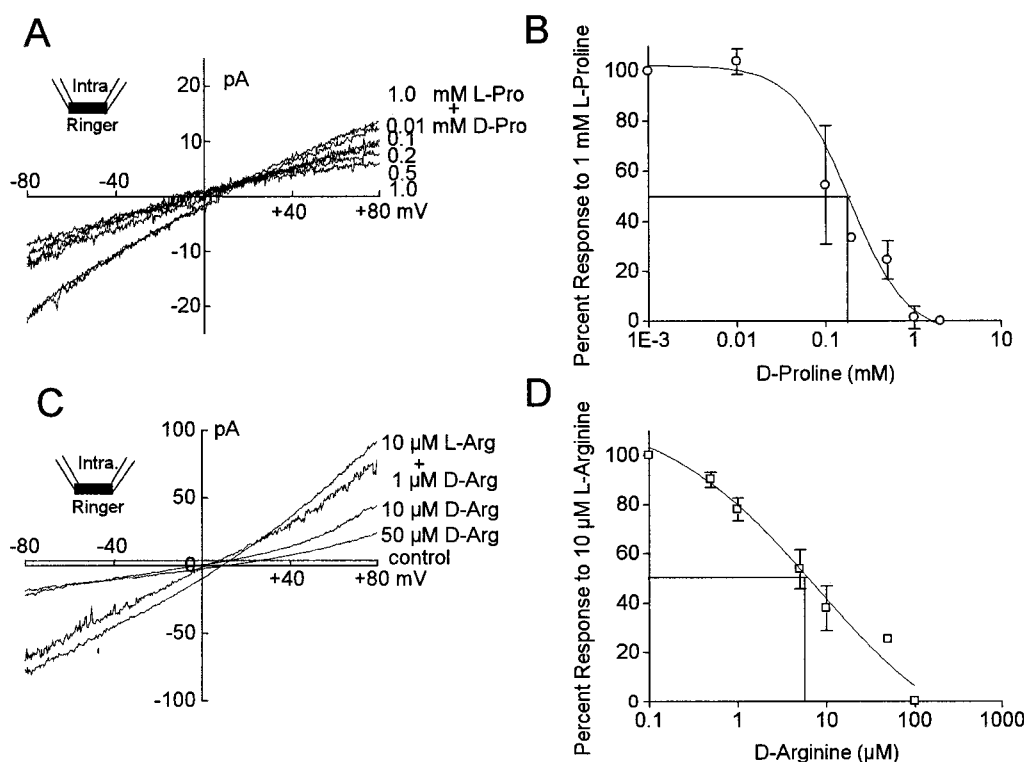 A
Intra.
Ringer
pA
20
10
-10
-20
-80
-40
+40
+80 mV
1.0 mM L-Pro
+
0.01 mM D-Pro
0.1
0.2
0.5
1.0
B
Percent Response to 1 mM L-Proline
100
80
60
40
20
0
1E-3
0.01
0.1
1
10
D-Proline (mM)
C
Intra.
Ringer
100
pA
50
0
-50
-100
-80
-40
+40
+80 mV
10 µM L-Arg
+
1 µM D-Arg
10 µM D-Arg
50 µM D-Arg
control
D
Percent Response to 10 µM L-Arginine
100
80
60
40
20
0
0.1
1
10
100
1000
D-Arginine (µM)